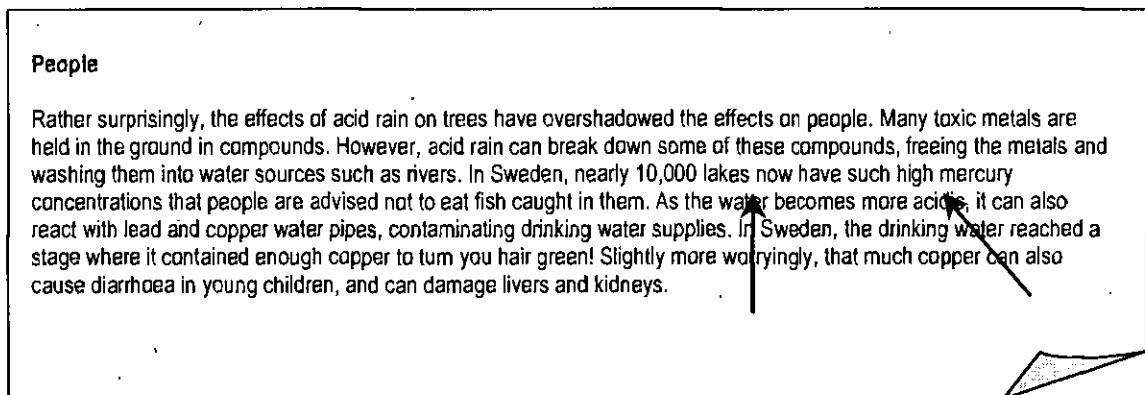 People
Rather surprisingly, the effects of acid rain on trees have overshadowed the effects on people. Many toxic metals are
held in the ground in compounds. However, acid rain can break down some of these compounds, freeing the metals and
washing them into water sources such as rivers. In Sweden, nearly 10,000 lakes now have such high mercury
concentrations that people are advised not to eat fish caught in them. As the water becomes more acidic, it can also
react with lead and copper water pipes, contaminating drinking water supplies. In Sweden, the drinking water reached a
stage where it contained enough copper to turn you hair green! Slightly more worryingly, that much copper can also
cause diarrhoea in young children, and can damage livers and kidneys.